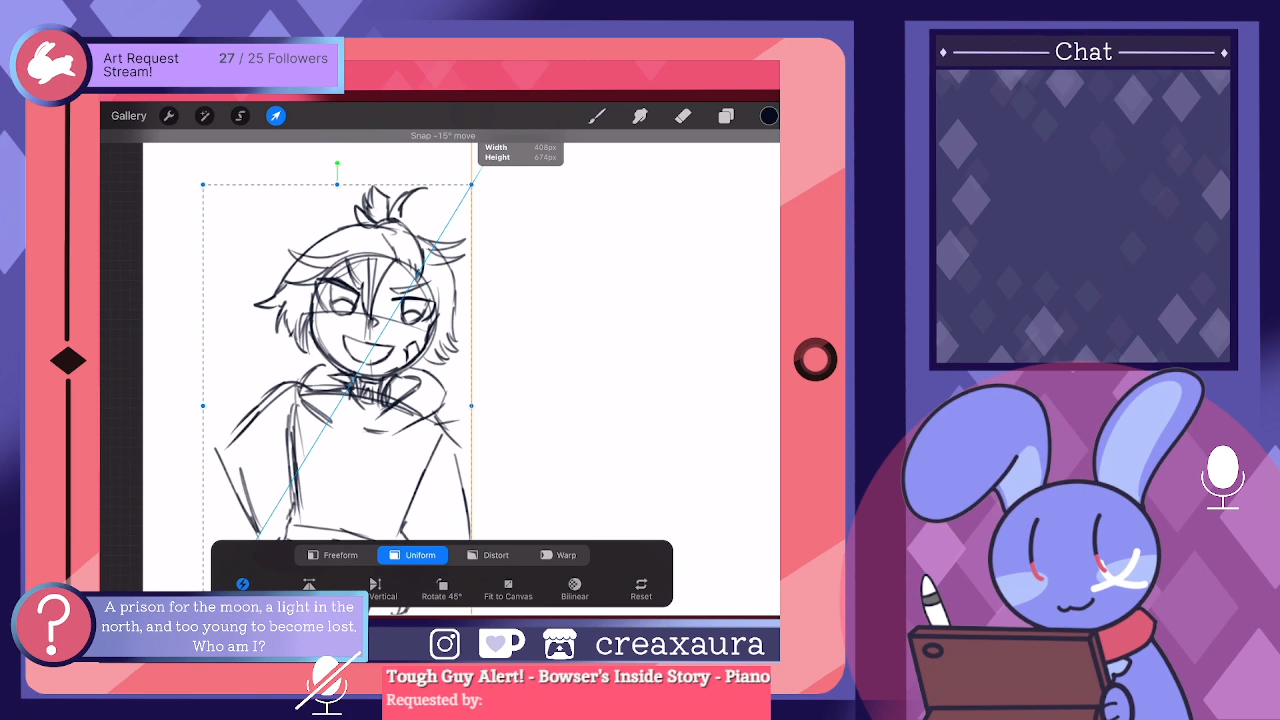 Art Request Stream!
27 / 25 Followers
Chat
Gallery
Snap -15° move
Width 408px
Height 674px
Freeform
Uniform
Distort
Warp
Vertical
Rotate 45°
Fit to Canvas
Bilinear
Reset
A prison for the moon, a light in the
north, and too young to become lost.
Who am I?
creaxaura
Tough Guy Alert! - Bowser's Inside Story - Piano
Requested by: